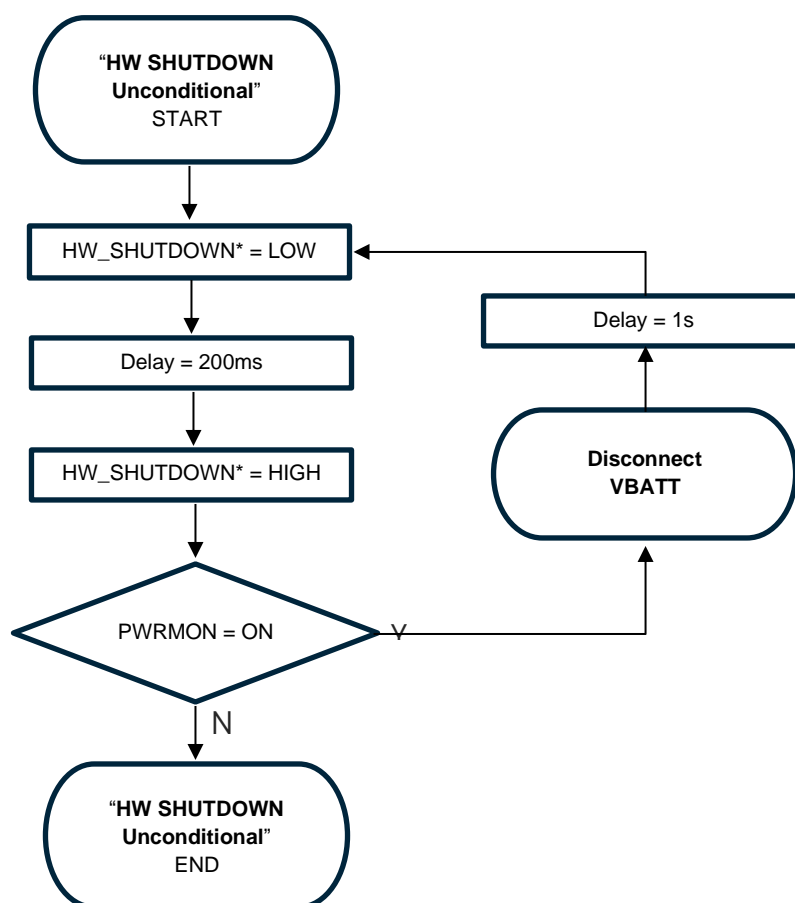 “HW SHUTDOWN
Unconditional”
START
HW_SHUTDOWN* = LOW
Delay = 200ms
HW_SHUTDOWN* = HIGH
PWRMON = ON
Y
N
Delay = 1s
Disconnect
VBATT
“HW SHUTDOWN
Unconditional”
END